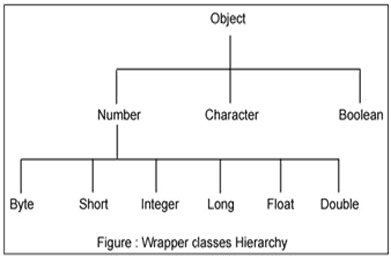 Object
Number Character Boolean
Byte Short Integer Long Float Double
Figure : Wrapper classes Hierarchy